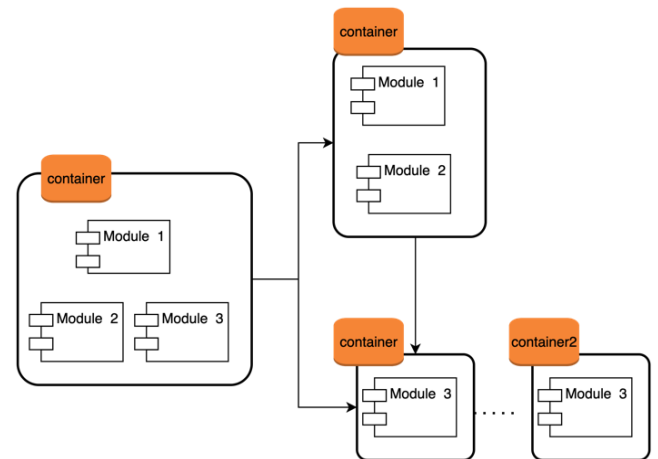 container
Module 1
Module 2
Module 3
container
Module 1
Module 2
container
Module 3
container2
Module 3